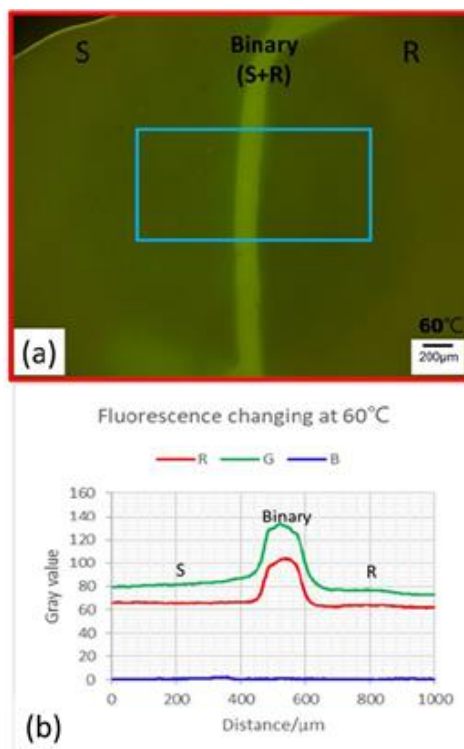 S
Binary
(S+R)
R
60℃
200μm
(a)
Fluorescence changing at 60℃
R G B
160
140
120
100
80
60
40
20
0
Gray value
Binary
S
R
0 200 400 600 800 1000
Distance/μm
(b)